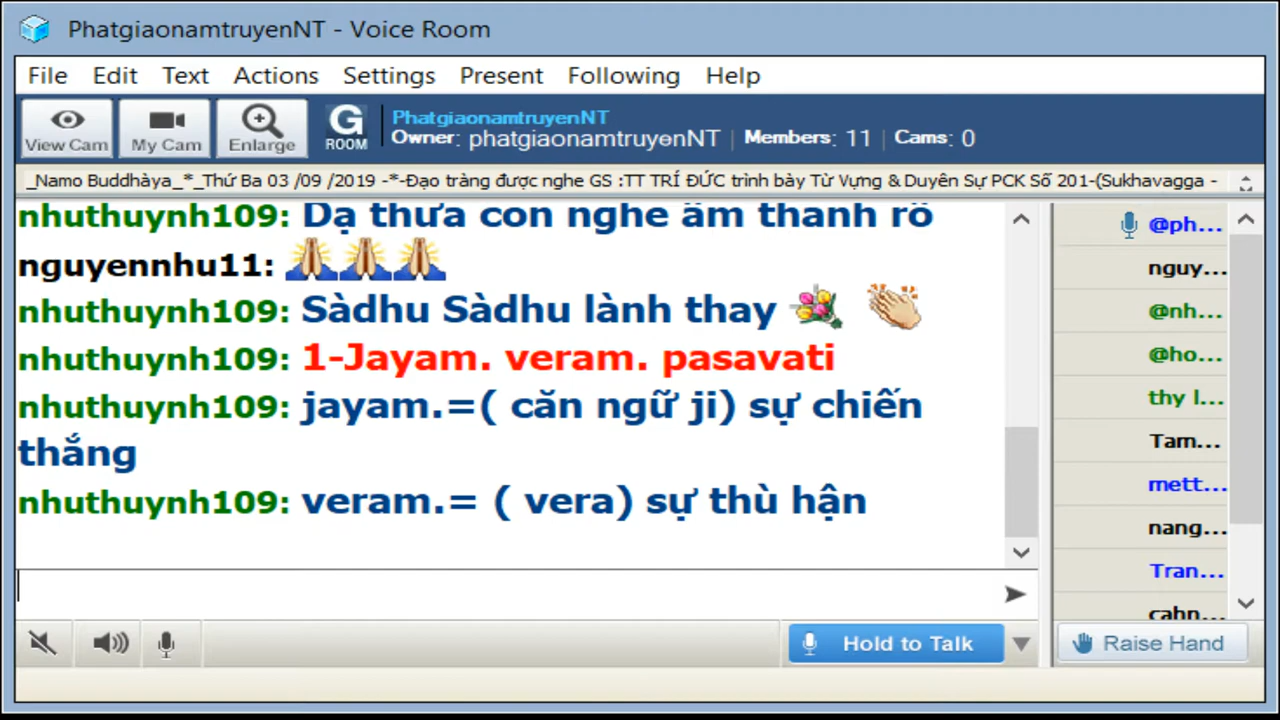 PhatgiaonamtruyenNT - Voice Room
File Edit Text Actions Settings Present Following Help
View Cam My Cam Enlarge G ROOM
PhatgiaonamtruyenNT
Owner: phatgiaonamtruyenNT | Members: 11 | Cams: 0
_Namo Buddhàya_*_Thứ Ba 03 /09 /2019 -*-Đạo tràng được nghe GS :TT TRÍ ĐỨC trình bày Từ Vựng & Duyên Sự PCK Số 201-(Sukhavagga -
nhuthuynh109: Dạ thưa con nghe âm thanh rõ
nguyennhu11:
nhuthuynh109: Sàdhu Sàdhu lành thay
nhuthuynh109: 1-Jayam. veram. pasavati
nhuthuynh109: jayam.=( căn ngữ ji) sự chiến
thắng
nhuthuynh109: veram.= ( vera) sự thù hận
@ph...
nguy...
@nh...
@ho...
thy l...
Tam...
mett...
nang...
Tran...
cahn...
Hold to Talk
Raise Hand